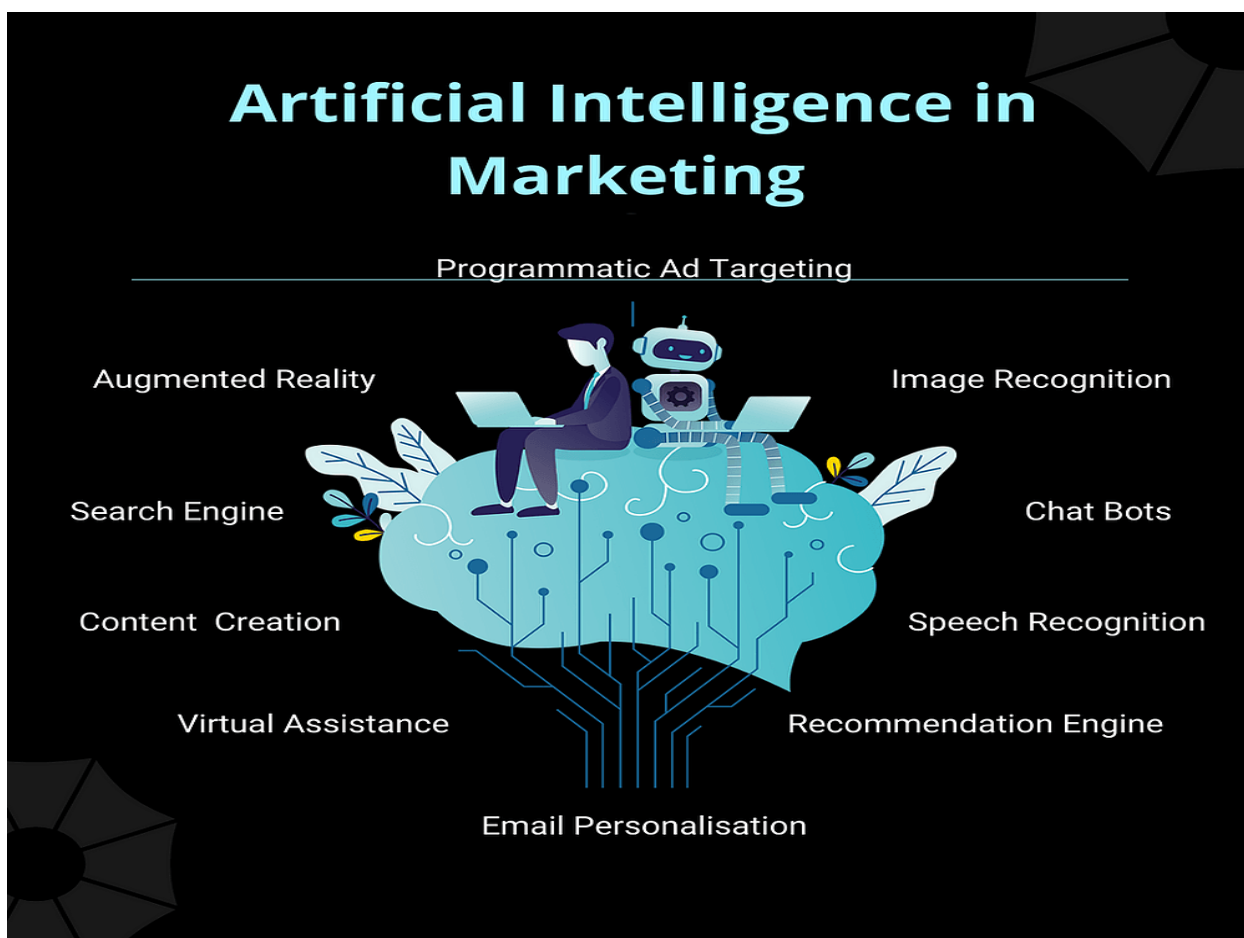 Artificial Intelligence in
Marketing
Programmatic Ad Targeting
Augmented Reality
Image Recognition
Search Engine
Chat Bots
Content  Creation
Speech Recognition
Virtual Assistance
Recommendation Engine
Email Personalisation